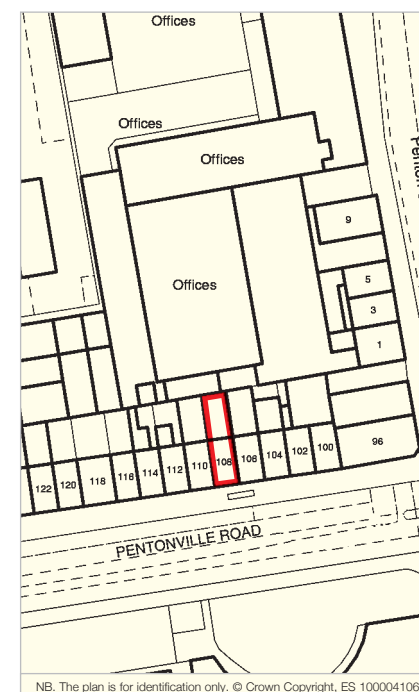 Offices
Offices
Offices
Offices
9
5
3
1
96
100
102
104
106
108
110
112
114
116
118
120
122
PENTONVILLE ROAD
NB. The plan is for identification only. © Crown Copyright, ES 100004106